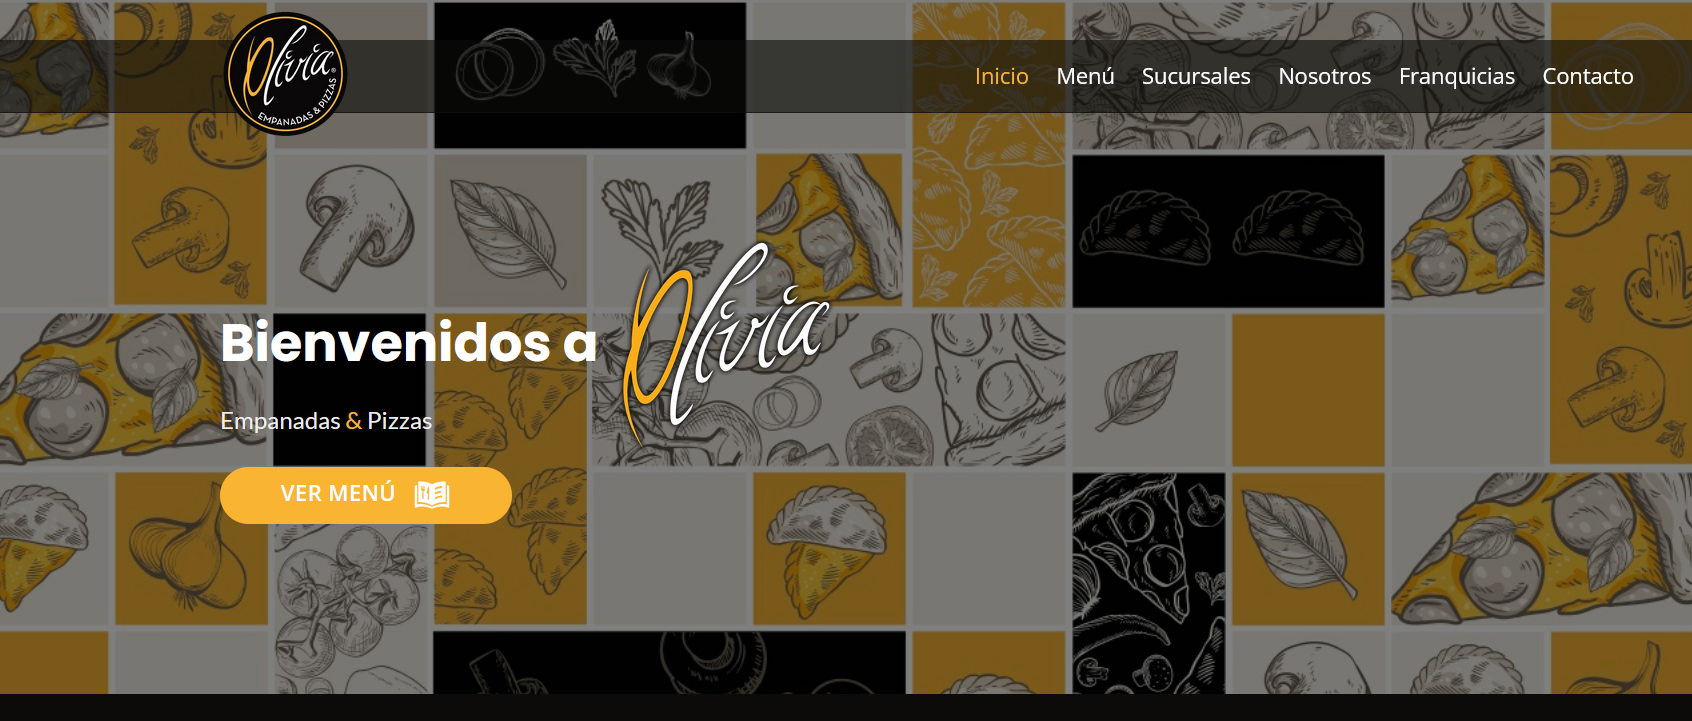 Olivia®
EMPANADAS & PIZZAS
Inicio Menú Sucursales Nosotros Franquicias Contacto
Bienvenidos a Olivia
Empanadas & Pizzas
VER MENÚ